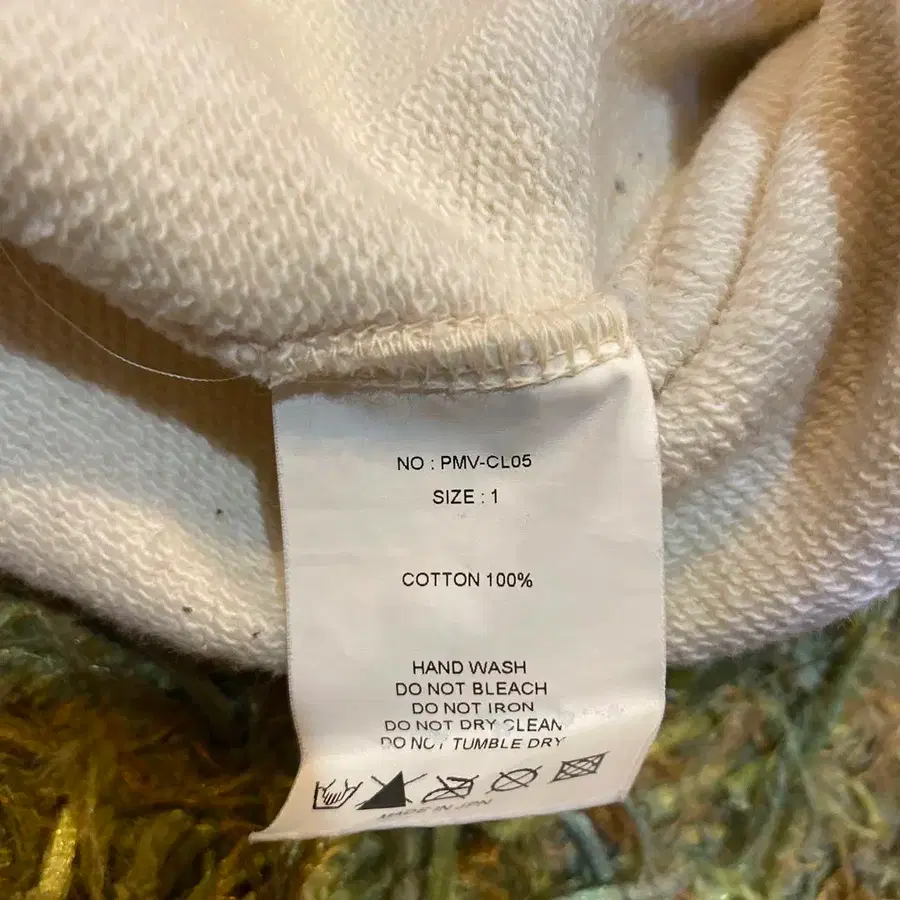 NO : PMV-CL05
SIZE : 1
COTTON 100%
HAND WASH
DO NOT BLEACH
DO NOT IRON
DO NOT DRY CLEAN
DO NOT TUMBLE DRY
MADE IN JPN